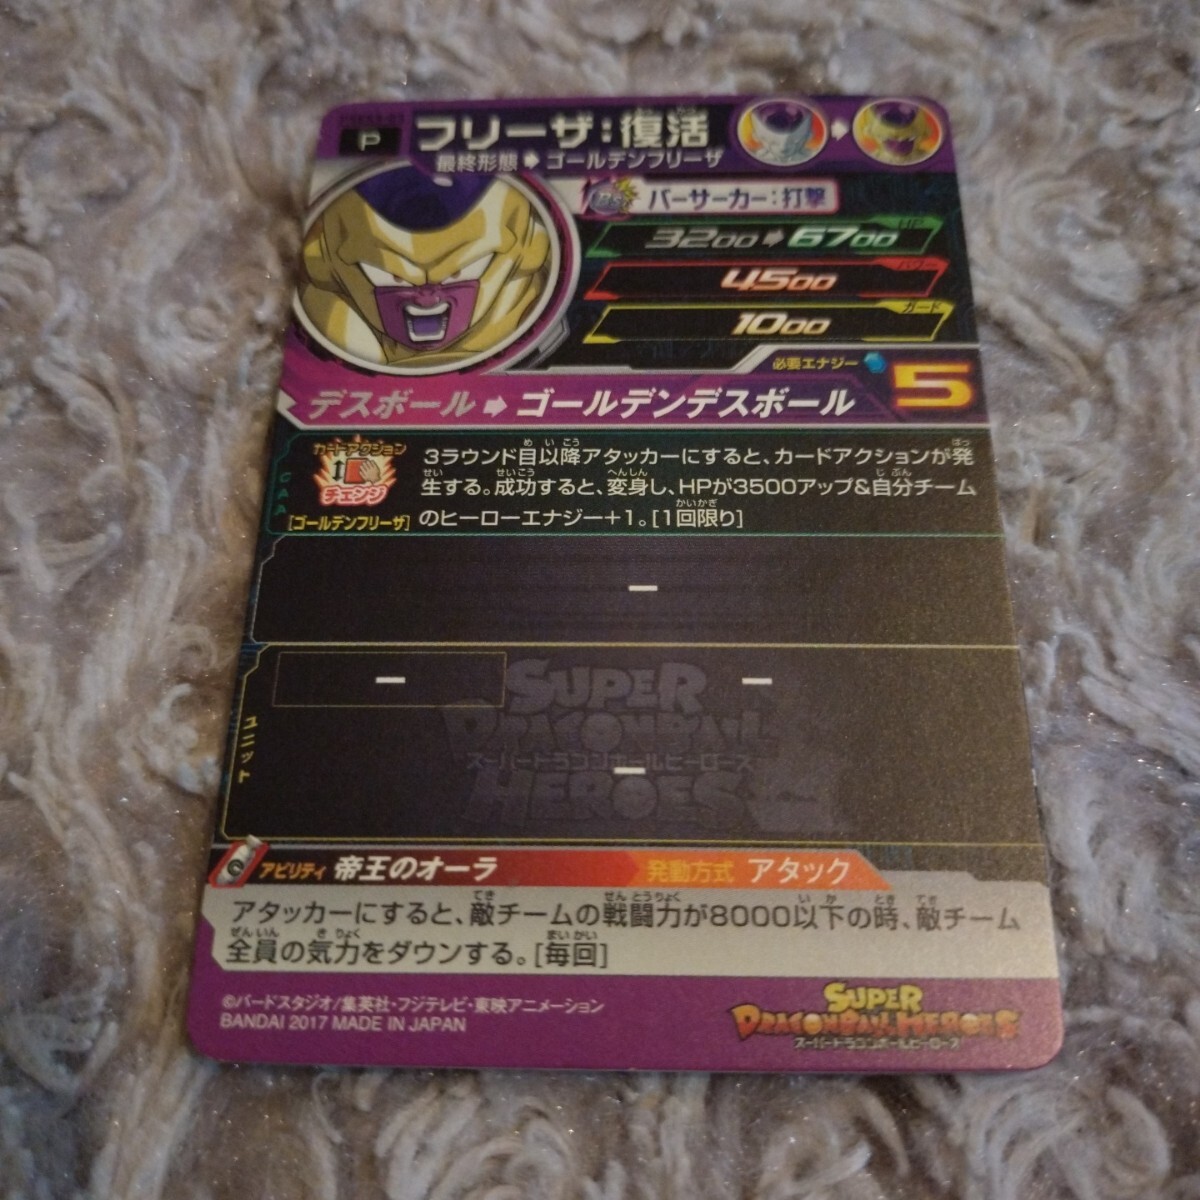 P
フリーザ:復活
最終形態➡ゴールデンフリーザ
バーサーカー:打撃
HP
3200➡6700
パワー
4500
ガード
1000
必要エナジー
5
デスボール➡ゴールデンデスボール
CAA
カードアクション
チェンジ
[ゴールデンフリーザ]
3ラウンド目以降アタッカーにすると、カードアクションが発
生する。成功すると、変身し、HPが3500アップ&自分チーム
のヒーローエナジー+1。[1回限り]
ー
ユニット
ー
ー
ー
SUPER
DRAGONBALL
スーパードラゴンボールヒーローズ
HEROES
アビリティ 帝王のオーラ
発動方式 アタック
アタッカーにすると、敵チームの戦闘力が8000以下の時、敵チーム
全員の気力をダウンする。[毎回]
©バードスタジオ/集英社・フジテレビ・東映アニメーション
BANDAI 2017 MADE IN JAPAN
SUPER
DRAGONBALL HEROES
スーパードラゴンボールヒーローズ